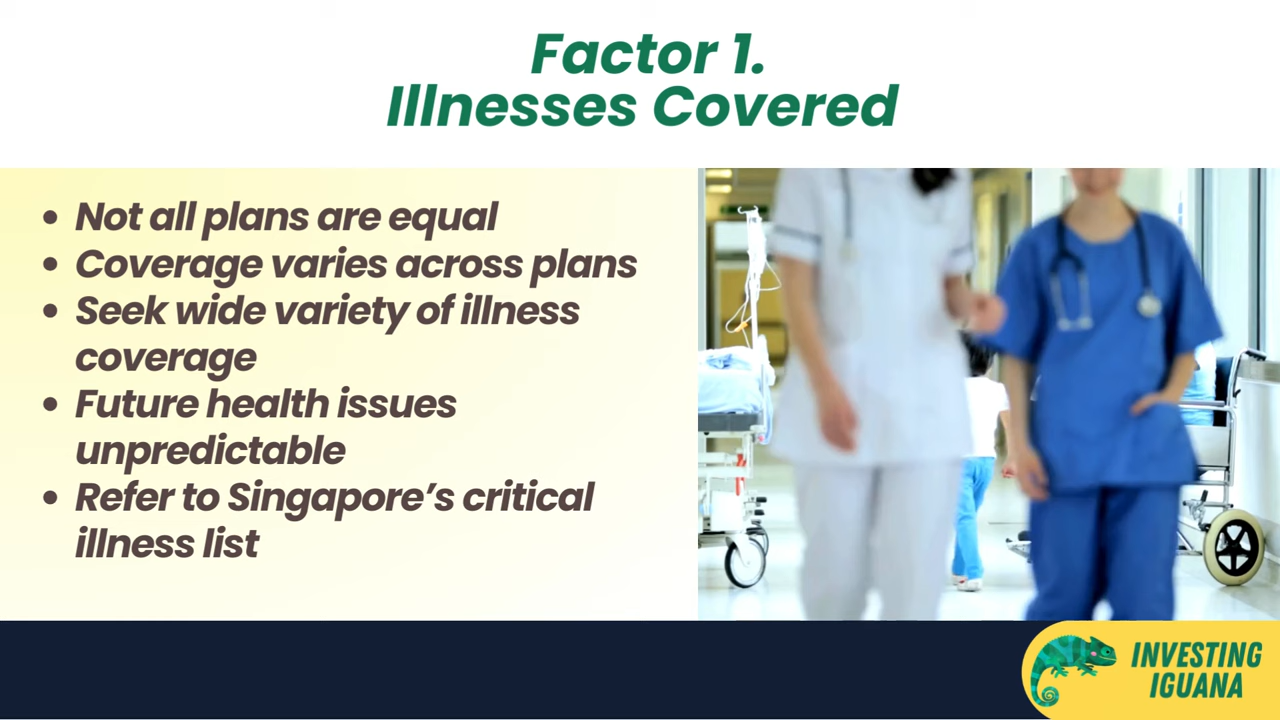 Factor 1.
Illnesses Covered
• Not all plans are equal
• Coverage varies across plans
• Seek wide variety of illness
coverage
• Future health issues
unpredictable
• Refer to Singapore’s critical
illness list
INVESTING
IGUANA